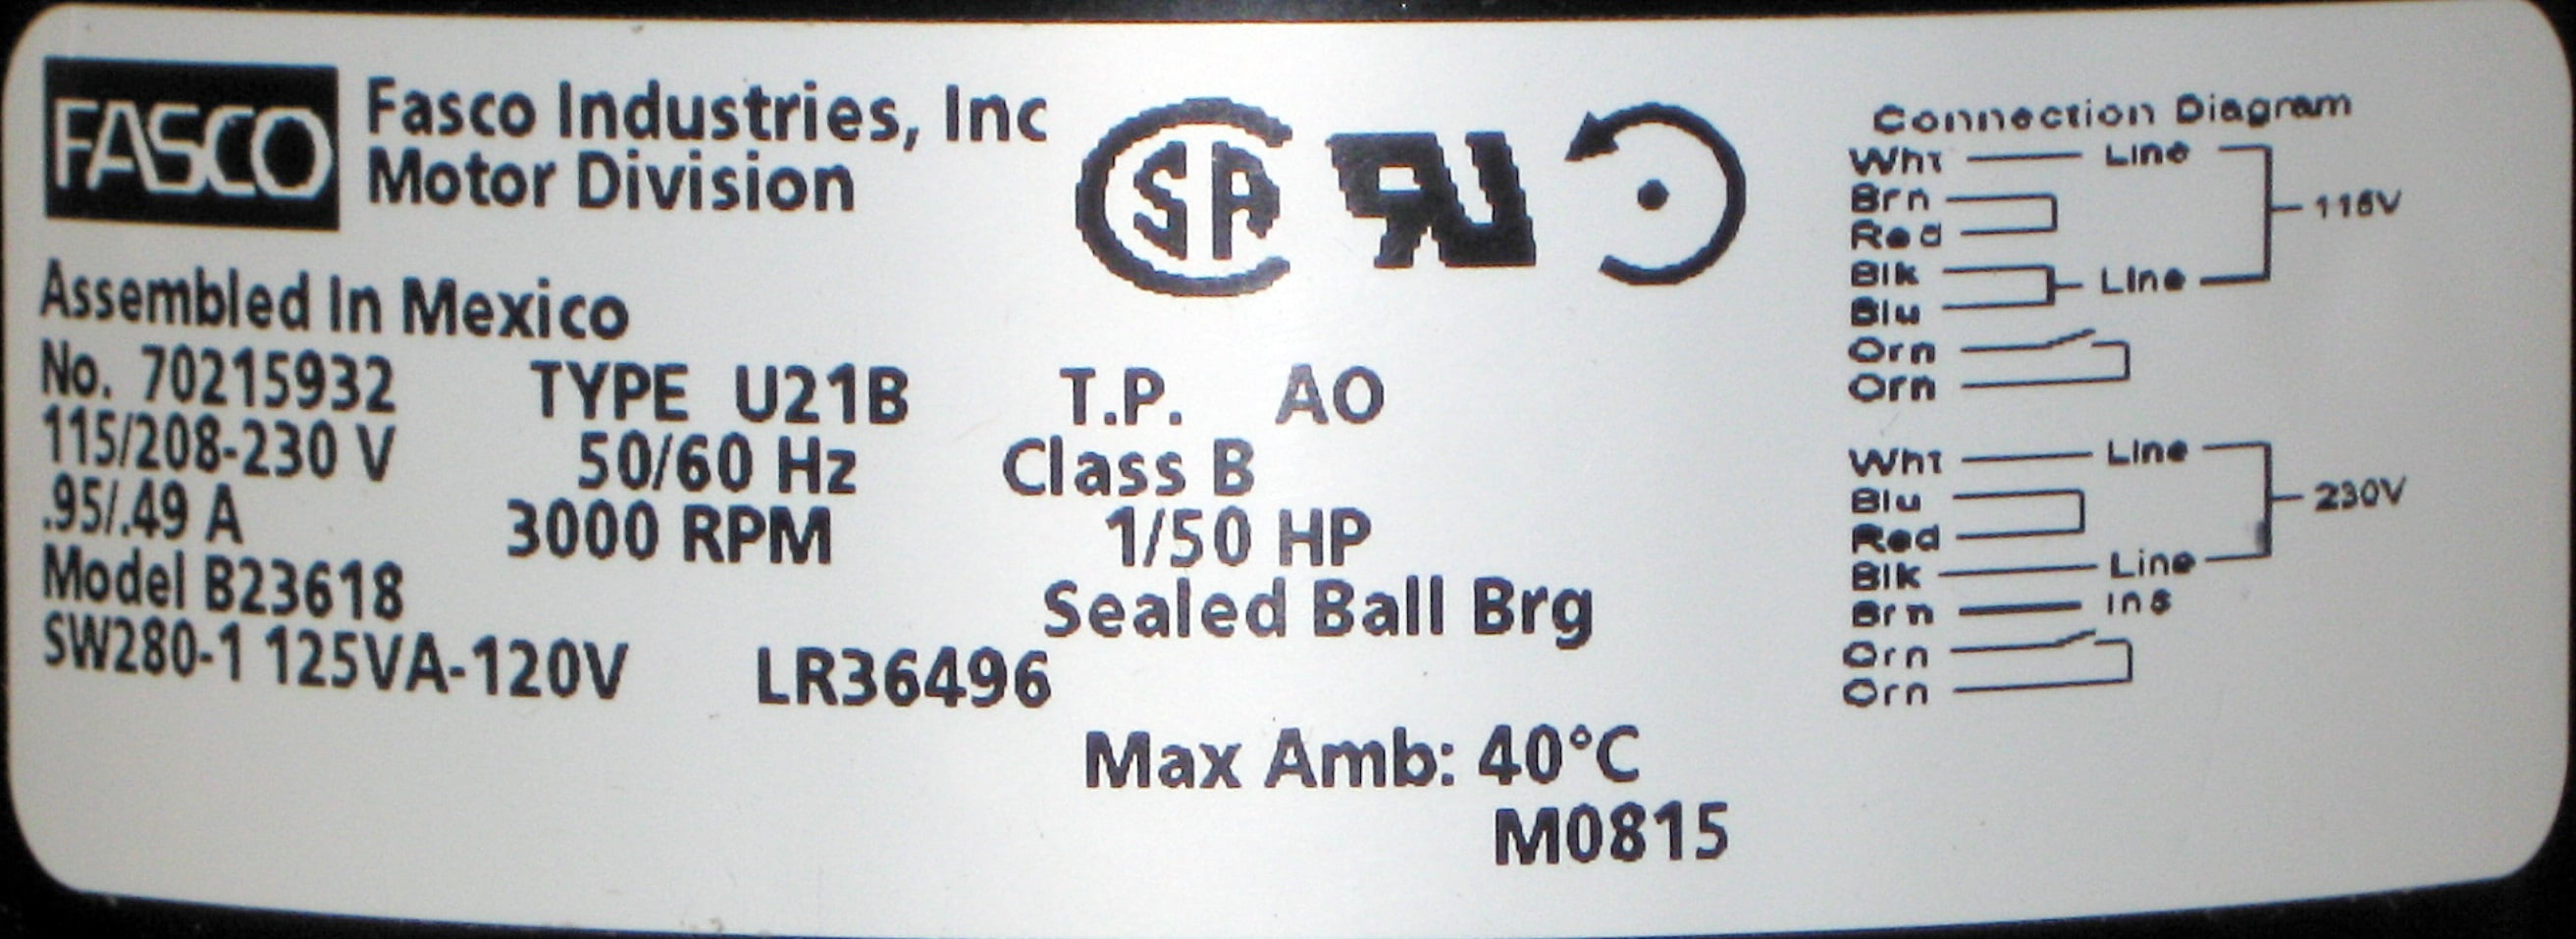 FASCO
Fasco Industries, Inc
Motor Division
Assembled In Mexico
No. 70215932 TYPE U21B T.P. AO
115/208-230 V 50/60 Hz Class B
.95/.49 A 3000 RPM 1/50 HP
Model B23618 Sealed Ball Brg
SW280-1 125VA-120V LR36496
Max Amb: 40°C
M0815
Connection Diagram
Wht Line
Brn
Red
115V
Blk
Line
Blu
Orn
Orn
Wht Line
Blu
Red
230V
Blk Line
Brn Ins
Orn
Orn